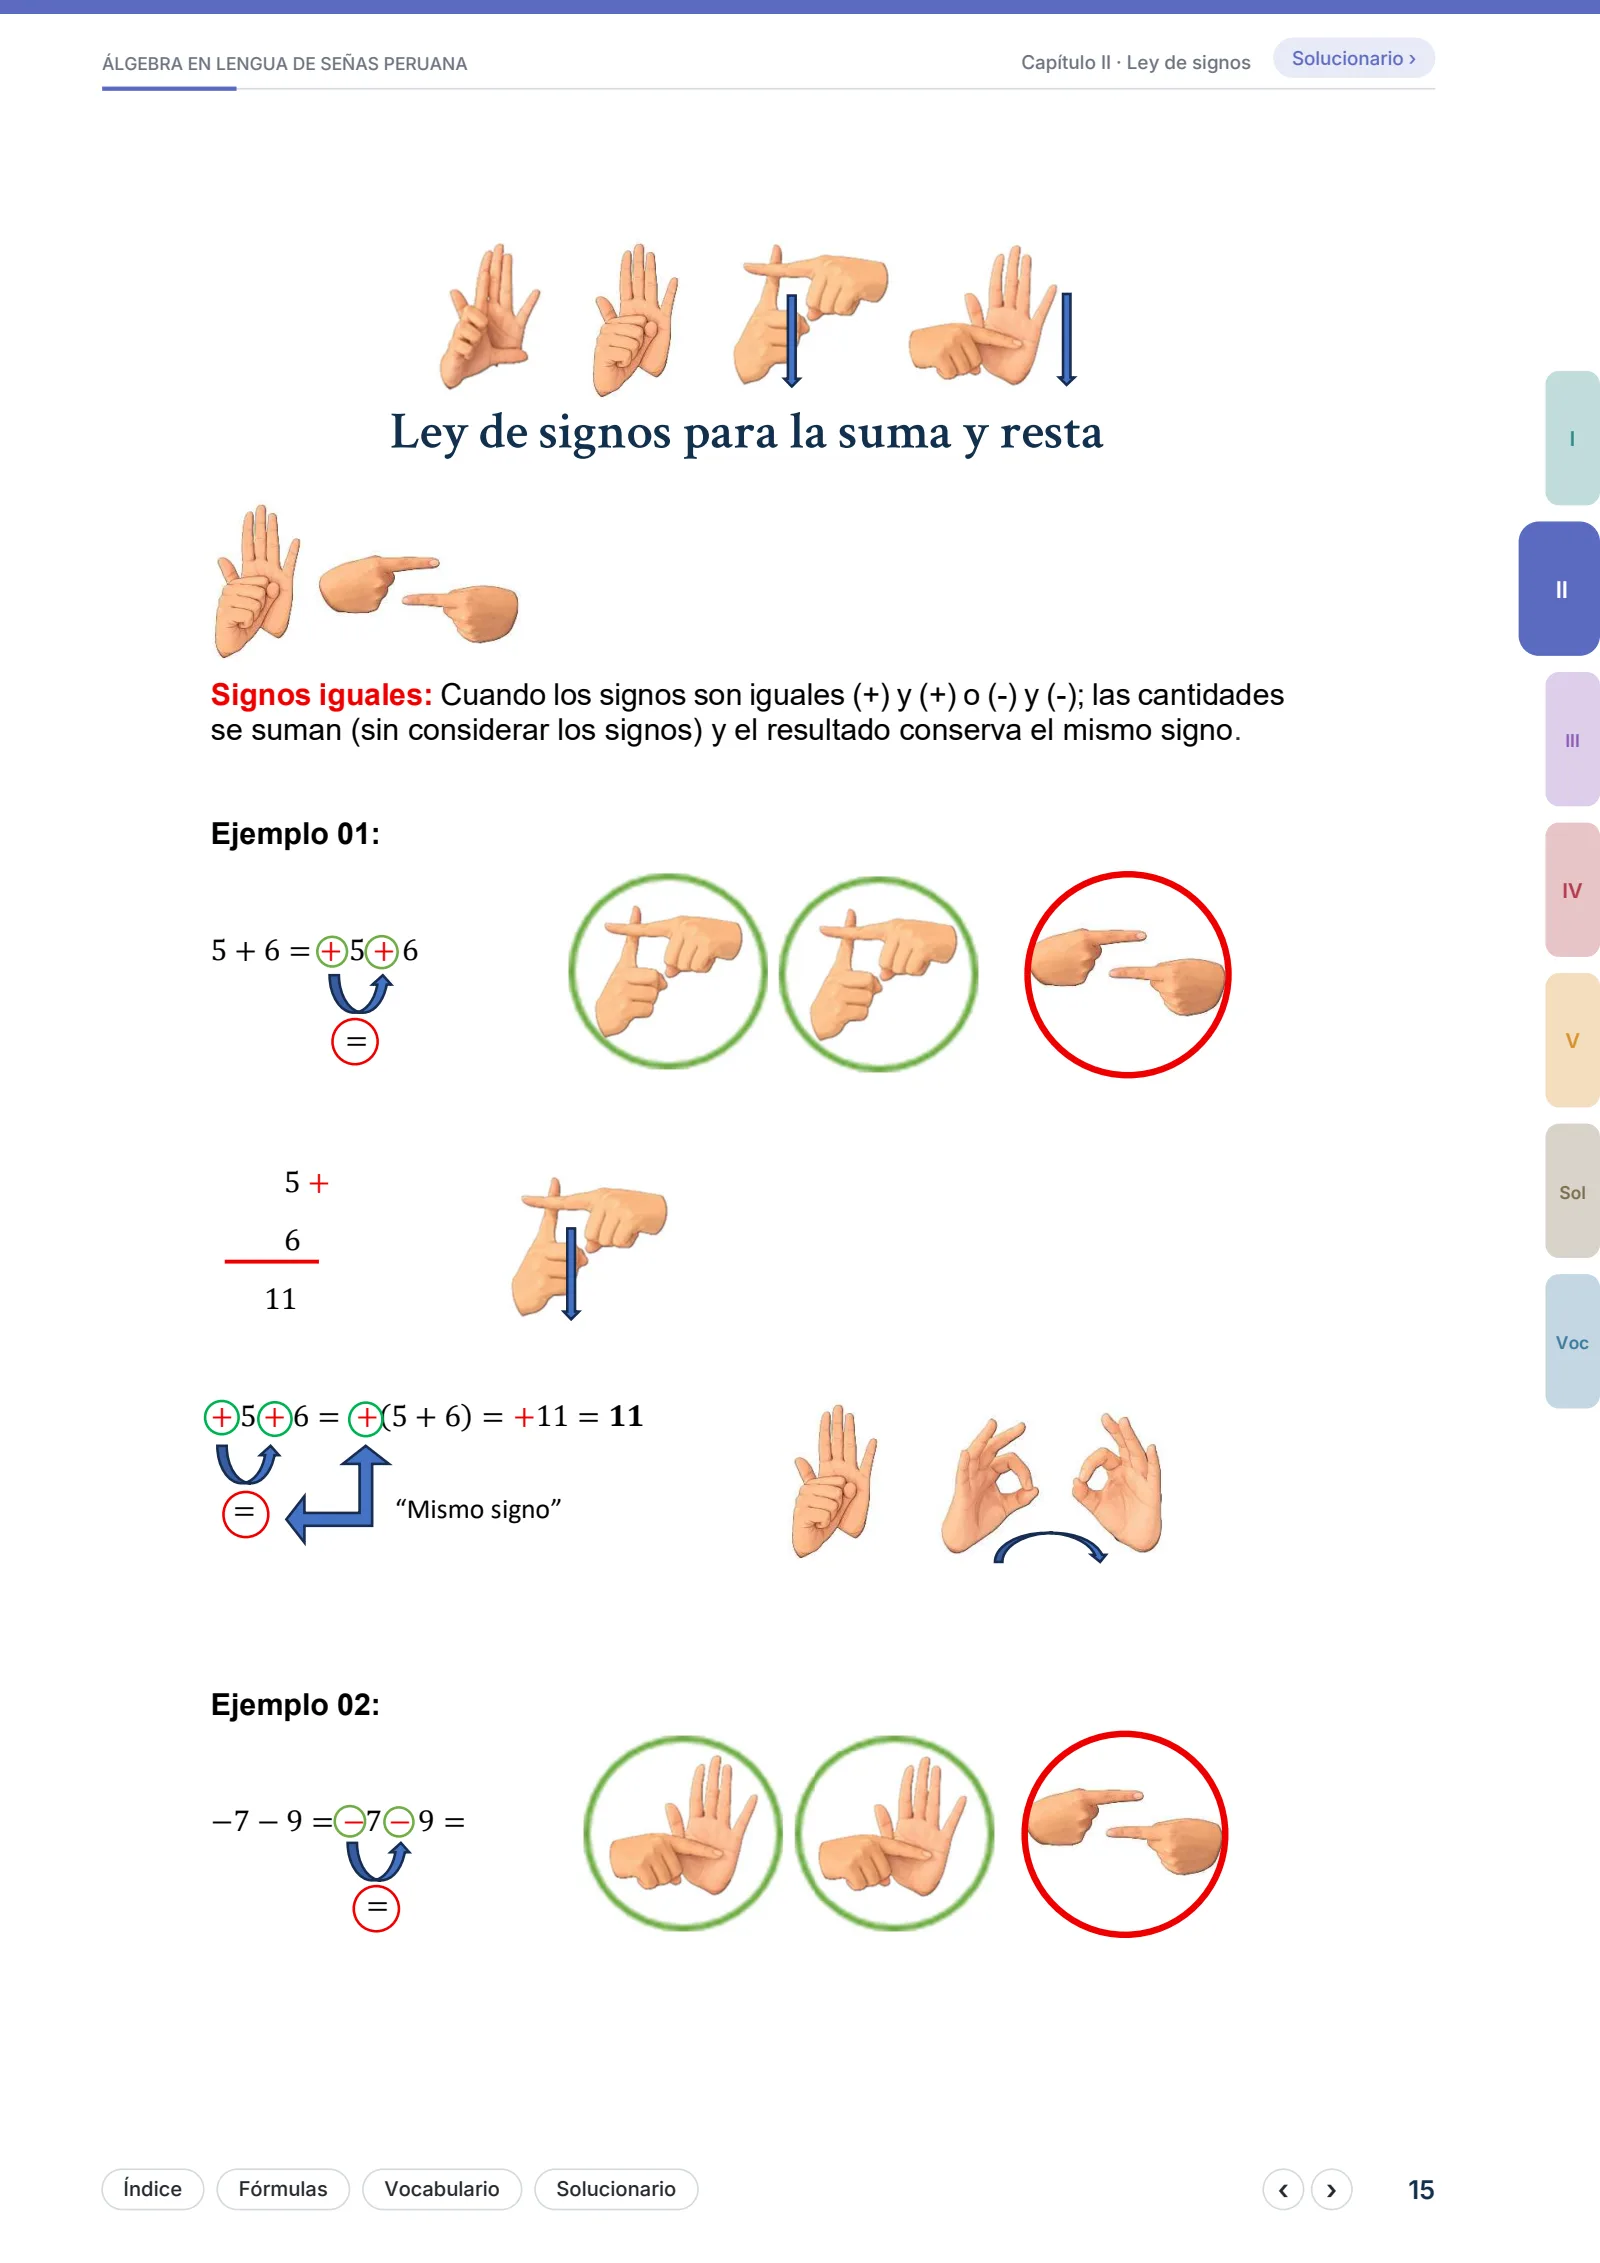 ÁLGEBRA EN LENGUA DE SEÑAS PERUANA
Capítulo II · Ley de signos
Solucionario ›
Ley de signos para la suma y resta
I
II
III
IV
V
Sol
Voc
Signos iguales: Cuando los signos son iguales (+) y (+) o (-) y (-); las cantidades
se suman (sin considerar los signos) y el resultado conserva el mismo signo.
Ejemplo 01:
5 + 6 = + 5 + 6
=
5 +
6
11
+ 5 + 6 = + (5 + 6) = +11 = 11
=
“Mismo signo”
Ejemplo 02:
−7 − 9 = − 7 − 9 =
=
Índice
Fórmulas
Vocabulario
Solucionario
‹ ›
15